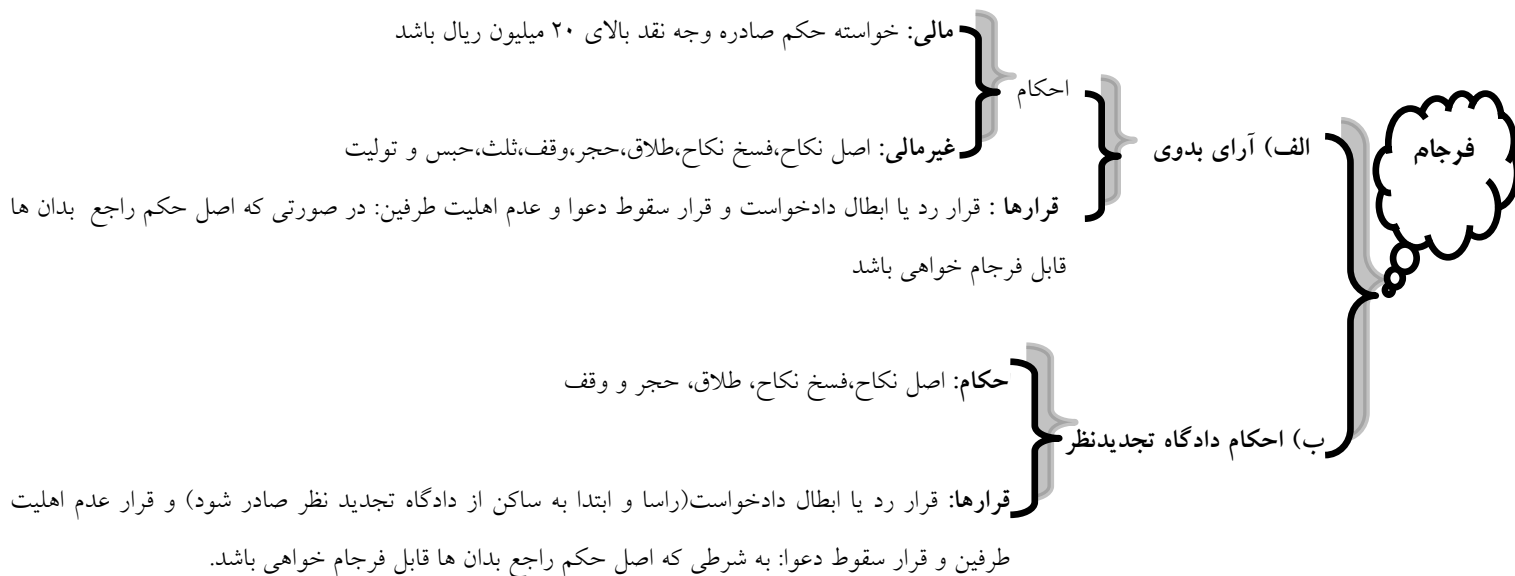 فرجام
الف) آرای بدوی
احکام
مالی: خواسته حکم صادره وجه نقد بالای ۲۰ میلیون ریال باشد
غیرمالی: اصل نکاح،فسخ نکاح،طلاق،حجر،وقف،ثلث،حبس و تولیت
قرارها : قرار رد یا ابطال دادخواست و قرار سقوط دعوا و عدم اهلیت طرفین: در صورتی که اصل حکم راجع بدان ها
قابل فرجام خواهی باشد
ب) احکام دادگاه تجدیدنظر
حکام: اصل نکاح،فسخ نکاح، طلاق، حجر و وقف
قرارها: قرار رد یا ابطال دادخواست(راسا و ابتدا به ساکن از دادگاه تجدید نظر صادر شود) و قرار عدم اهلیت
طرفین و قرار سقوط دعوا: به شرطی که اصل حکم راجع بدان ها قابل فرجام خواهی باشد.